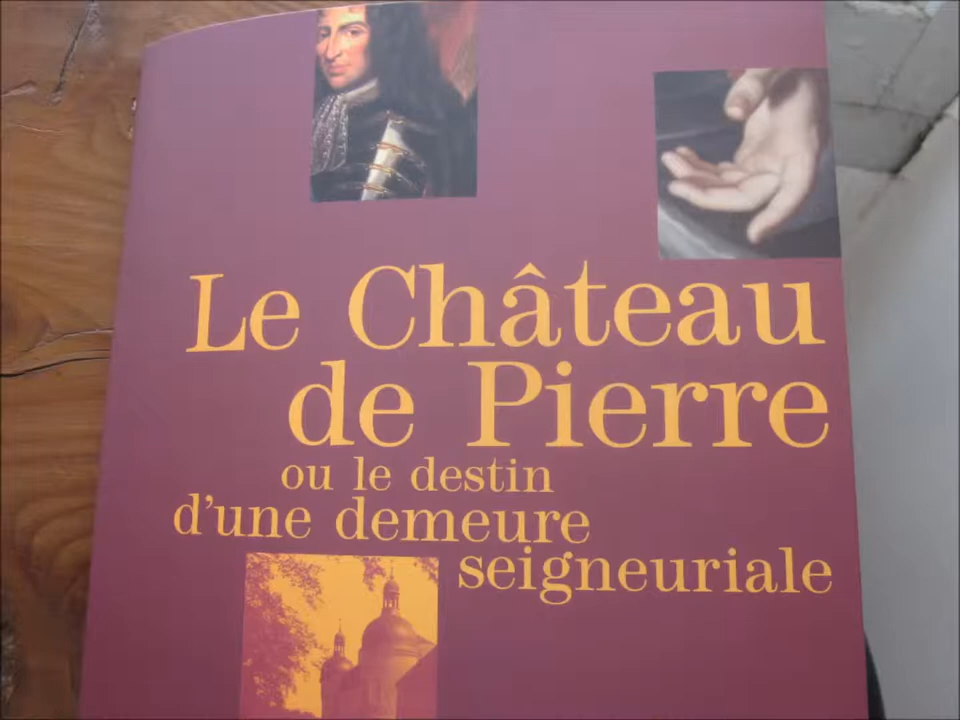 Le Château
de Pierre
ou le destin
d'une demeure
seigneuriale